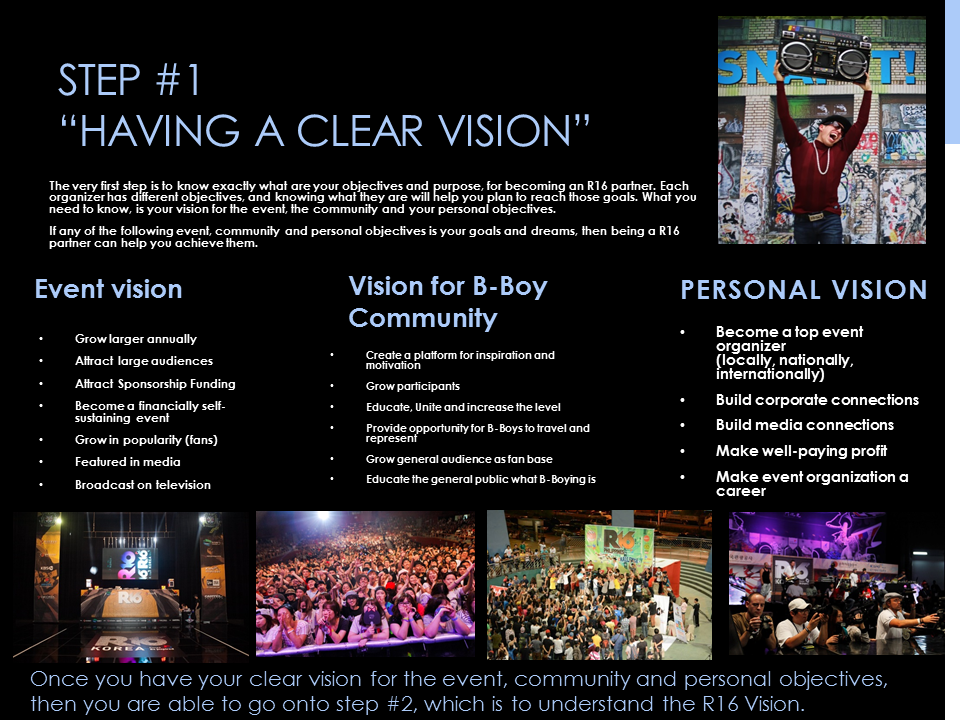 STEP #1
“HAVING A CLEAR VISION”
The very first step is to know exactly what are your objectives and purpose, for becoming an R16 partner. Each
organizer has different objectives, and knowing what they are will help you plan to reach those goals. What you
need to know, is your vision for the event, the community and your personal objectives.
If any of the following event, community and personal objectives is your goals and dreams, then being a R16
partner can help you achieve them.
Event vision
• Grow larger annually
• Attract large audiences
• Attract Sponsorship Funding
• Become a financially self-
sustaining event
• Grow in popularity (fans)
• Featured in media
• Broadcast on television
Vision for B-Boy
Community
• Create a platform for inspiration and
motivation
• Grow participants
• Educate, Unite and increase the level
• Provide opportunity for B-Boys to travel and
represent
• Grow general audience as fan base
• Educate the general public what B-Boying is
PERSONAL VISION
• Become a top event
organizer
(locally, nationally,
internationally)
• Build corporate connections
• Build media connections
• Make well-paying profit
• Make event organization a
career
R16
R16
R16
R16
KOREA
R16
R16
Once you have your clear vision for the event, community and personal objectives,
then you are able to go onto step #2, which is to understand the R16 Vision.